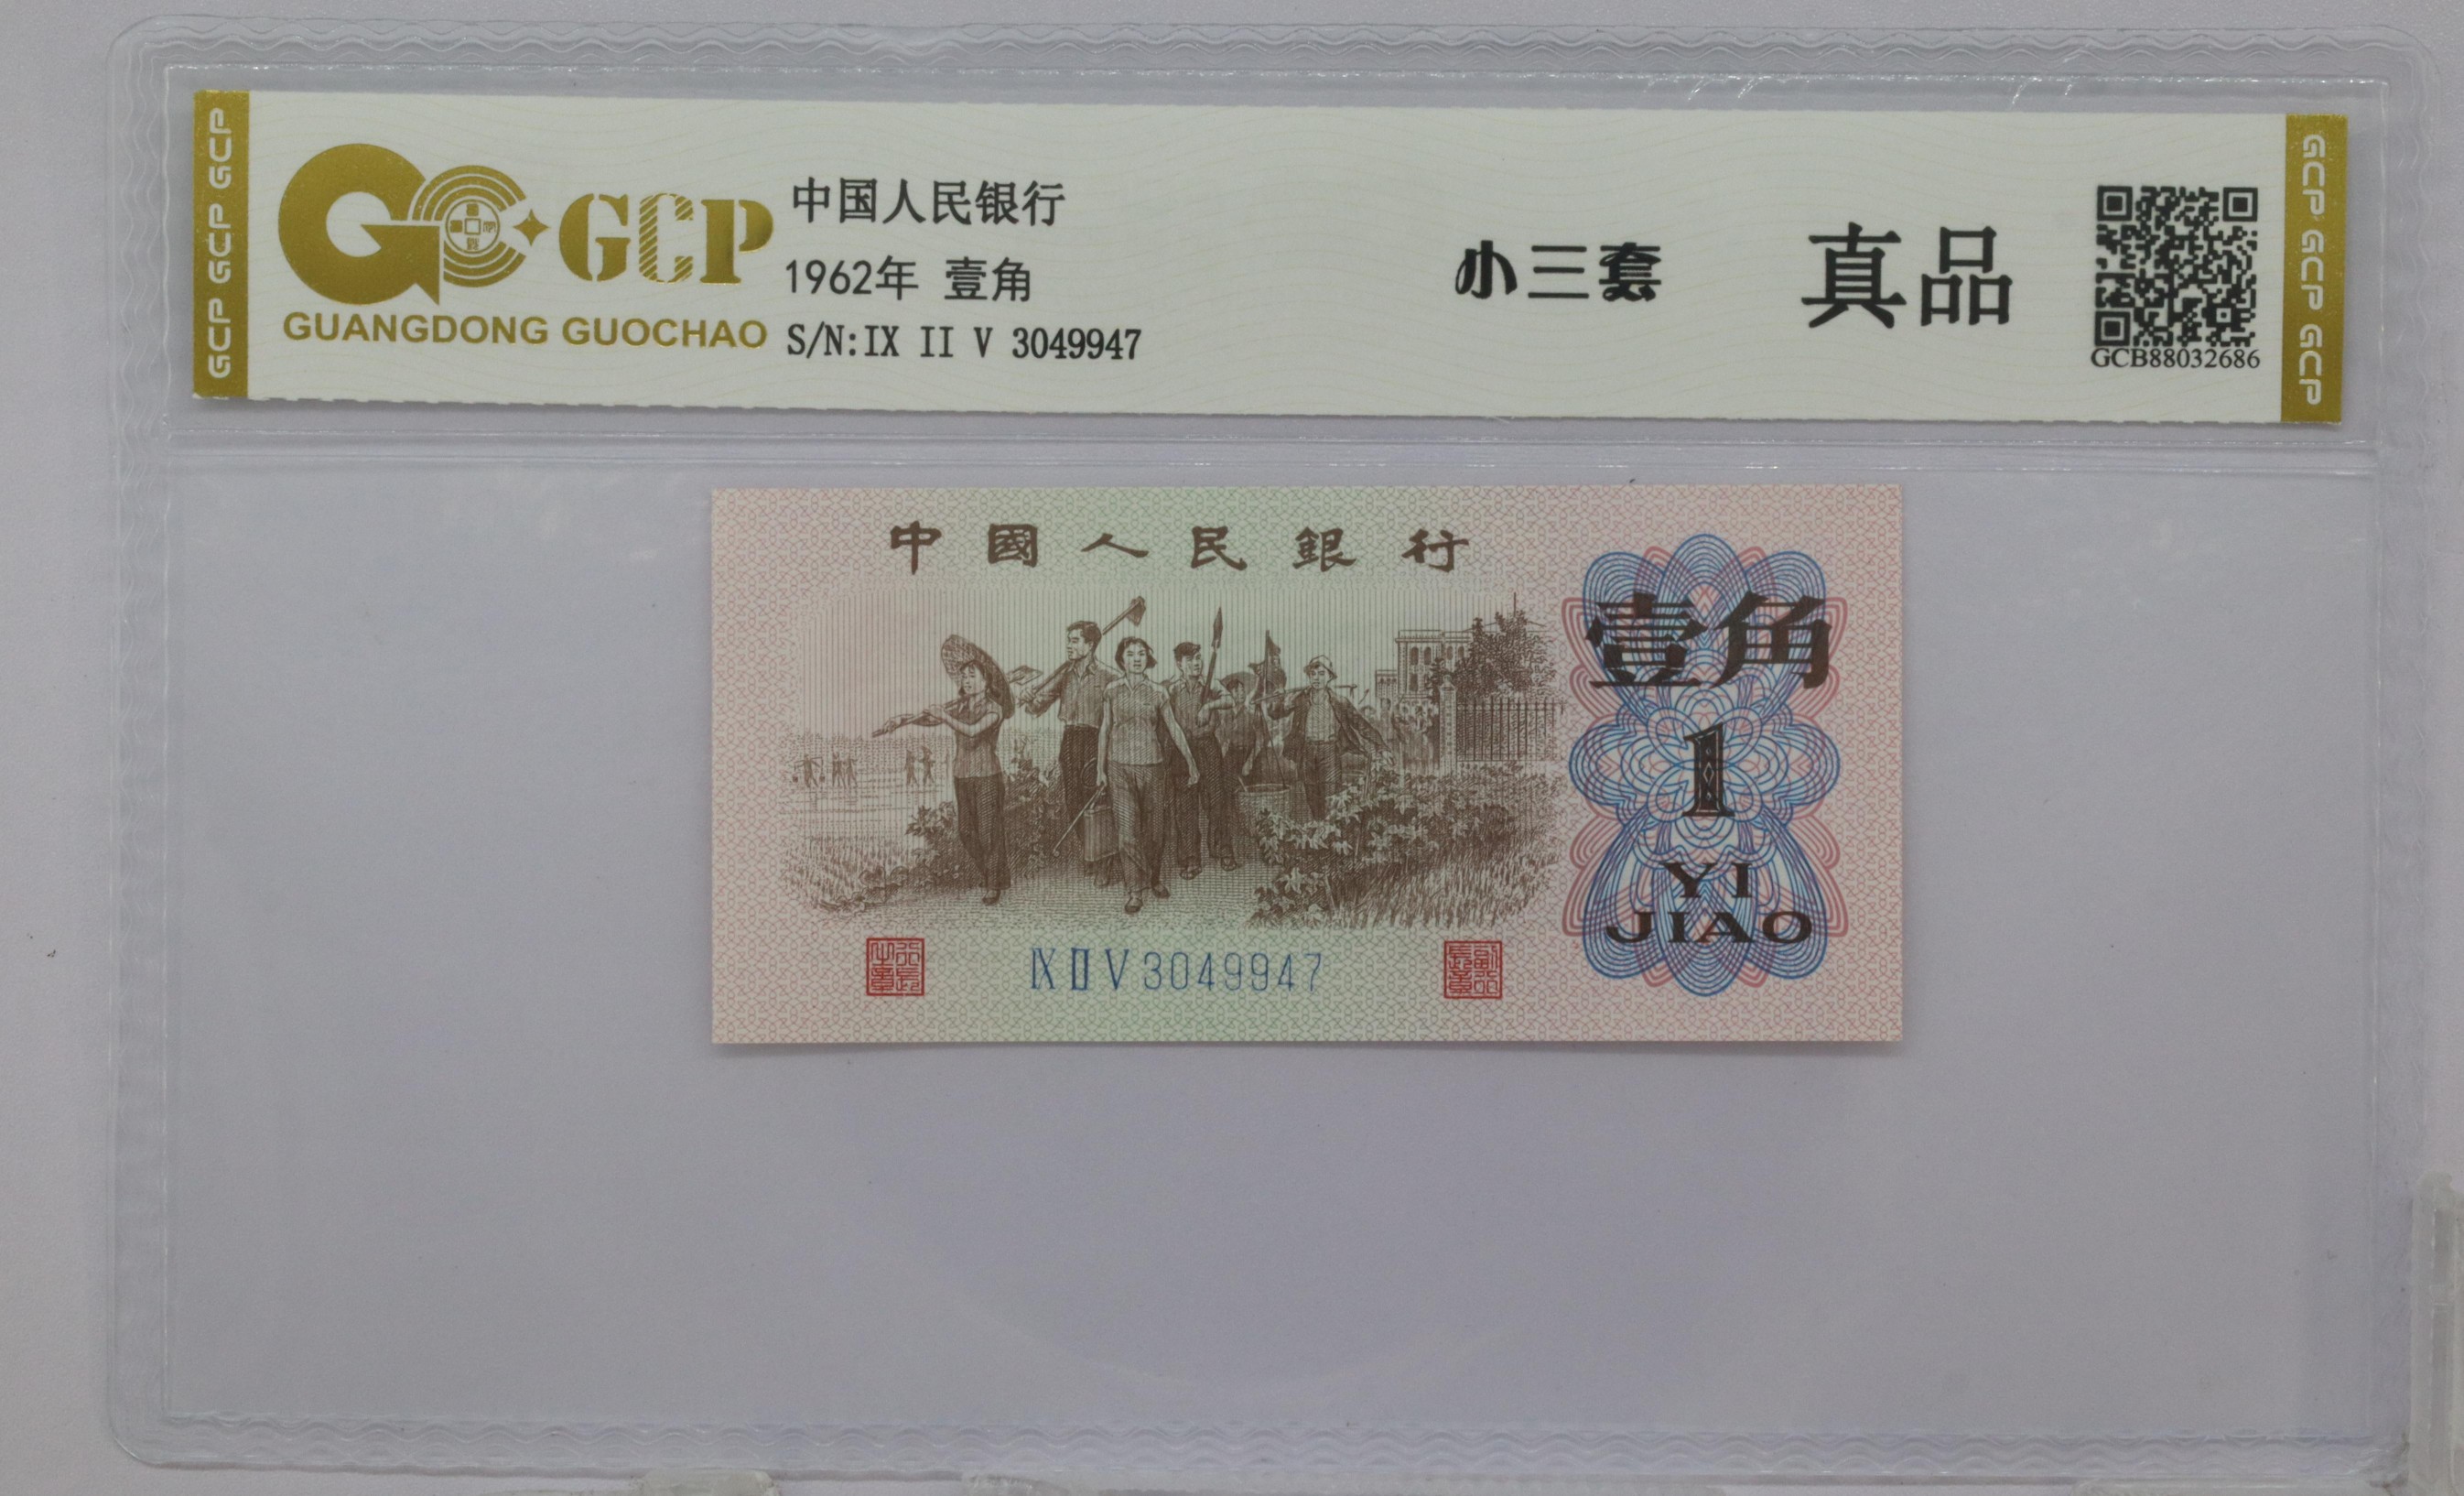 GCP GCP GCP
GC GCP
GUANGDONG GUOCHAO
中国人民银行
1962年 壹角
S/N:IX II V 3049947
小三套
真品
GCB88032686
GCP GCP GCP
中國人民銀行
壹角
1
YI
JIAO
IX II V 3049947